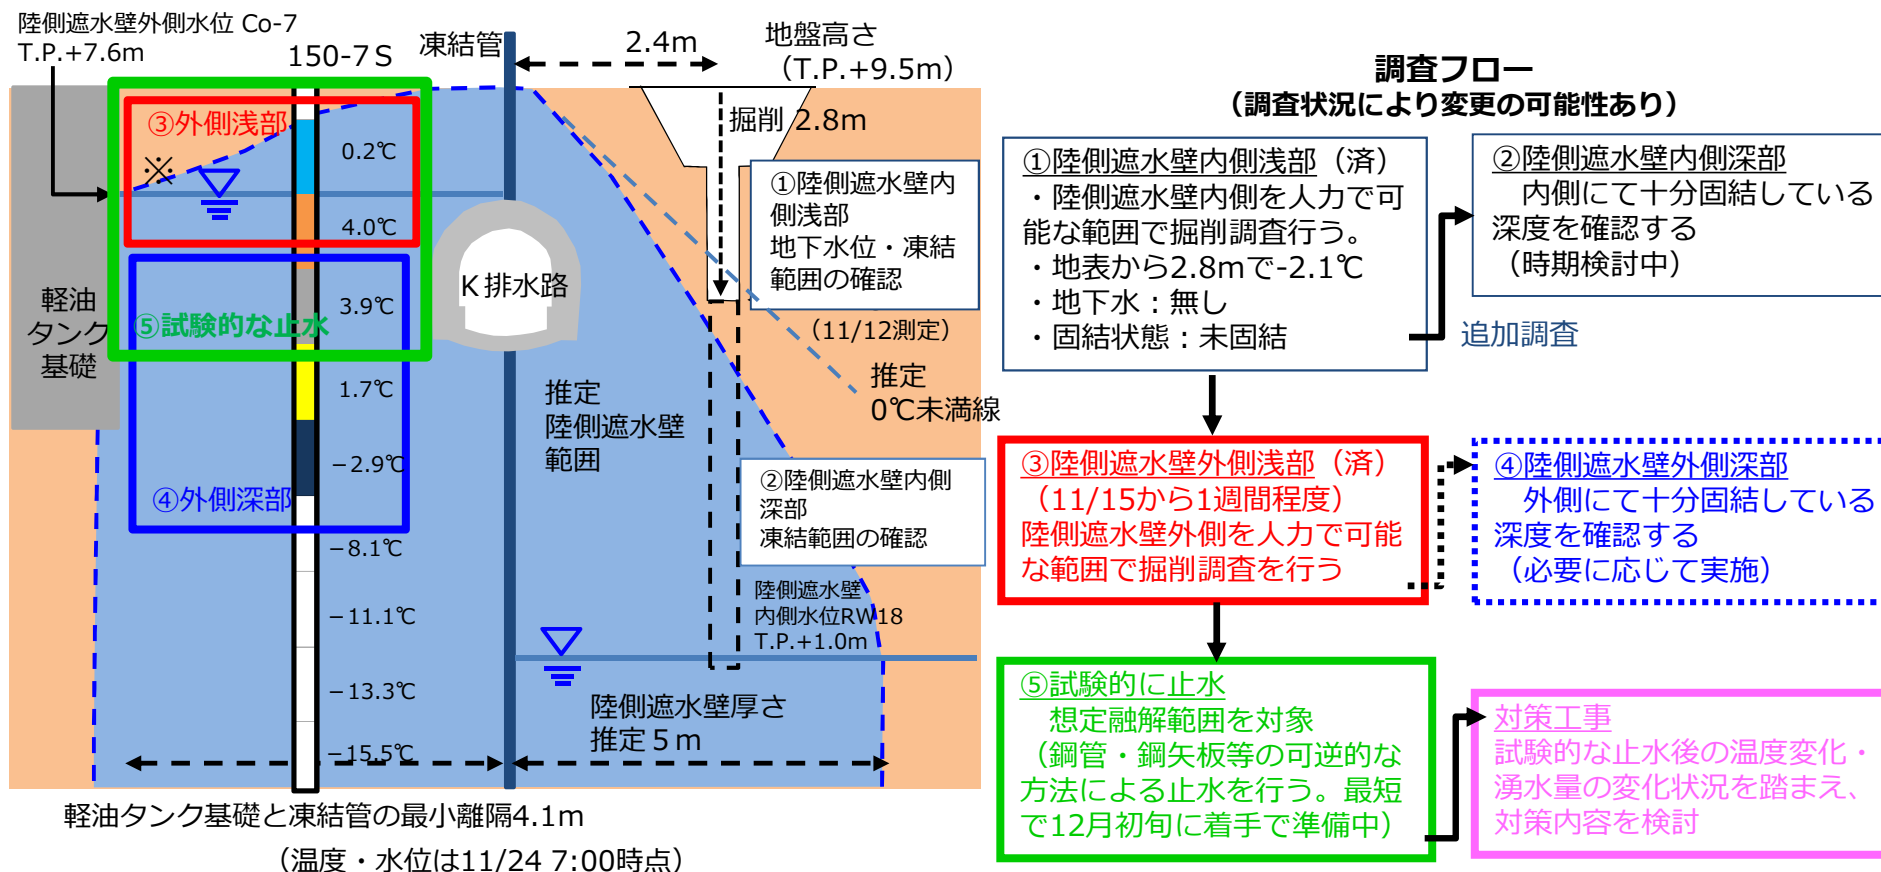 陸側遮水壁外側水位 Co-7
T.P.+7.6m
150-7S
凍結管
2.4m
地盤高さ
（T.P.+9.5m）
③外側浅部
※
0.2℃
4.0℃
3.9℃
1.7℃
−2.9℃
−8.1℃
−11.1℃
−13.3℃
−15.5℃
掘削 2.8m
①陸側遮水壁内
側浅部
地下水位・凍結
範囲の確認
（11/12測定）
K排水路
軽油
タンク
基礎
⑤試験的な止水
④外側深部
推定
0℃未満線
推定
陸側遮水壁
範囲
②陸側遮水壁内側
深部
凍結範囲の確認
陸側遮水壁
内側水位RW18
T.P.+1.0m
陸側遮水壁厚さ
推定５ｍ
軽油タンク基礎と凍結管の最小離隔4.1m
（温度・水位は11/24 7:00時点）
調査フロー
（調査状況により変更の可能性あり）
①陸側遮水壁内側浅部（済）
・陸側遮水壁内側を人力で可
能な範囲で掘削調査行う。
・地表から2.8mで-2.1℃
・地下水：無し
・固結状態：未固結
②陸側遮水壁内側深部
内側にて十分固結している
深度を確認する
（時期検討中）
追加調査
③陸側遮水壁外側浅部（済）
（11/15から1週間程度）
陸側遮水壁外側を人力で可能
な範囲で掘削調査を行う
④陸側遮水壁外側深部
外側にて十分固結している
深度を確認する
（必要に応じて実施）
⑤試験的に止水
想定融解範囲を対象
（鋼管・鋼矢板等の可逆的な
方法による止水を行う。最短
で12月初旬に着手で準備中）
対策工事
試験的な止水後の温度変化・
湧水量の変化状況を踏まえ、
対策内容を検討